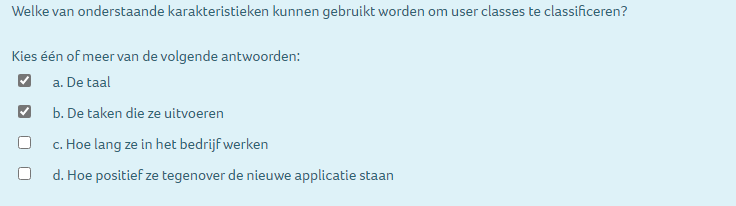 Welke van onderstaande karakteristieken kunnen gebruikt worden om user classes te classificeren?
Kies één of meer van de volgende antwoorden:
a. De taal
b. De taken die ze uitvoeren
c. Hoe lang ze in het bedrijf werken
d. Hoe positief ze tegenover de nieuwe applicatie staan